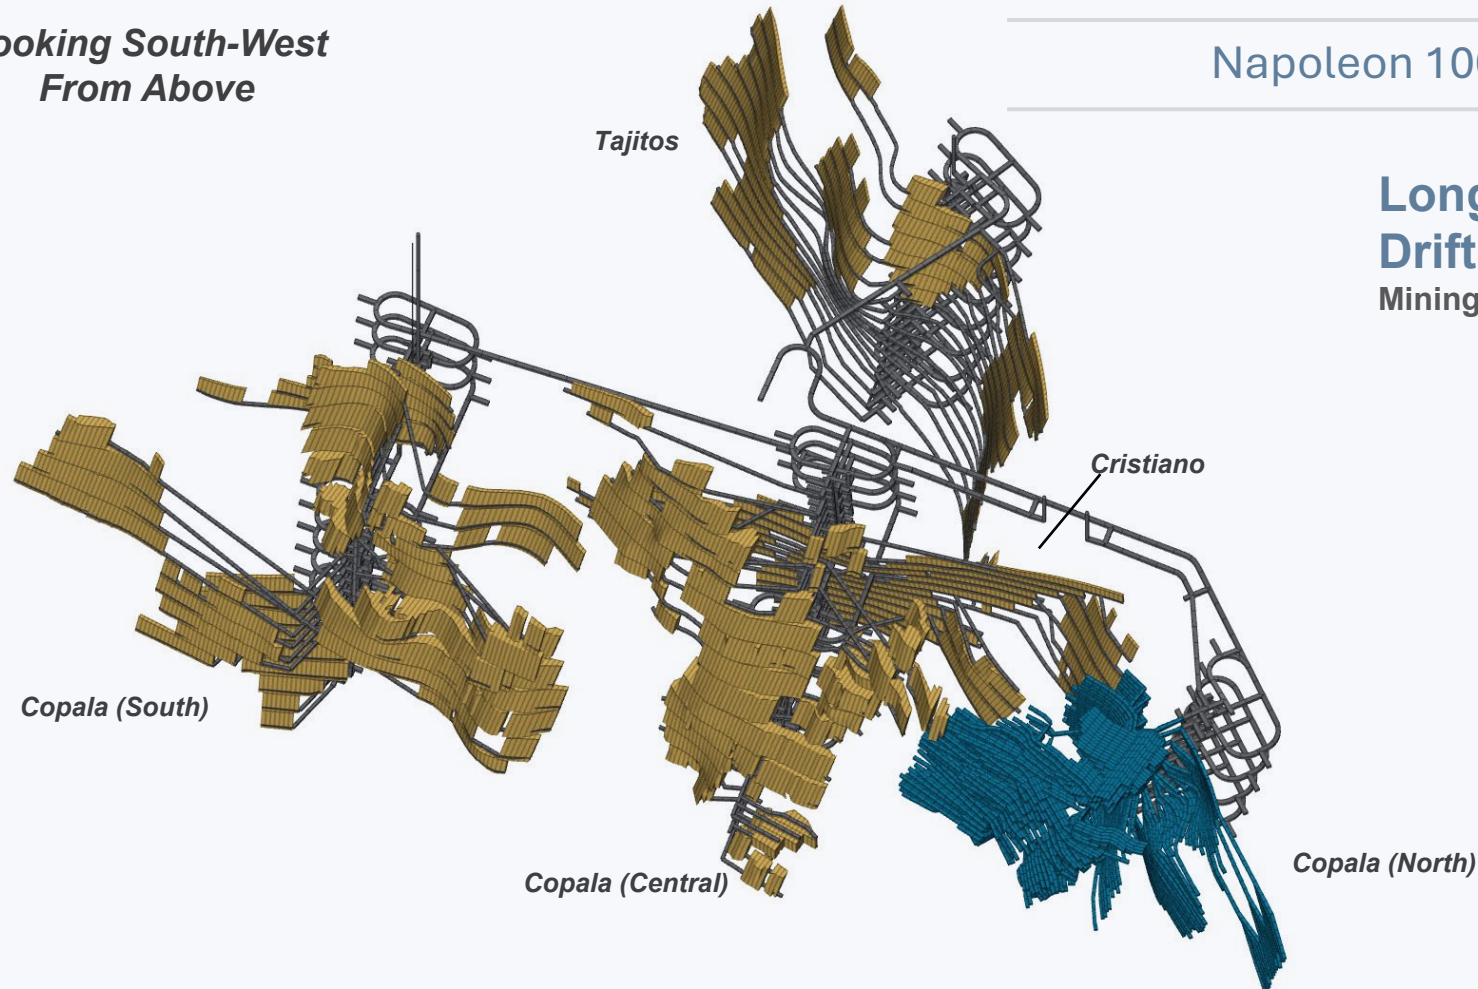 ooking South-West
From Above
Napoleon 10
Tajitos
Long
Drift
Mining
Cristiano
Copala (South)
Copala (Central)
Copala (North)